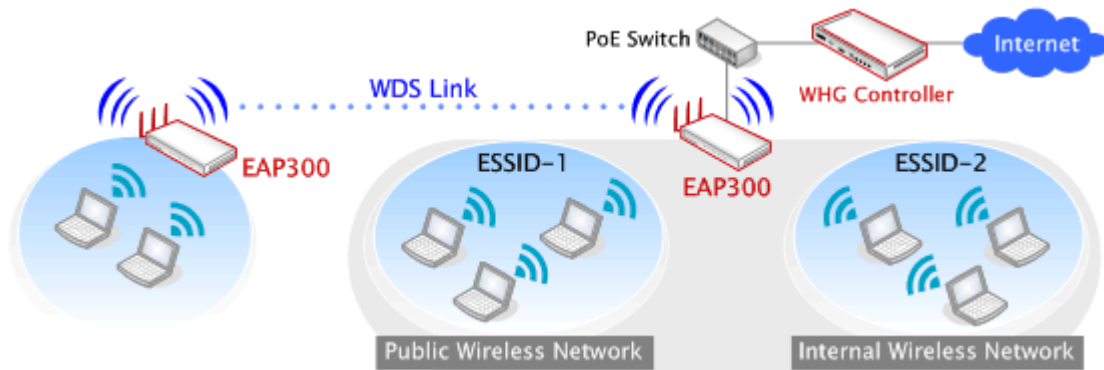 PoE Switch
Internet
WHG Controller
WDS Link
EAP300
EAP300
ESSID-1
ESSID-2
Public Wireless Network
Internal Wireless Network